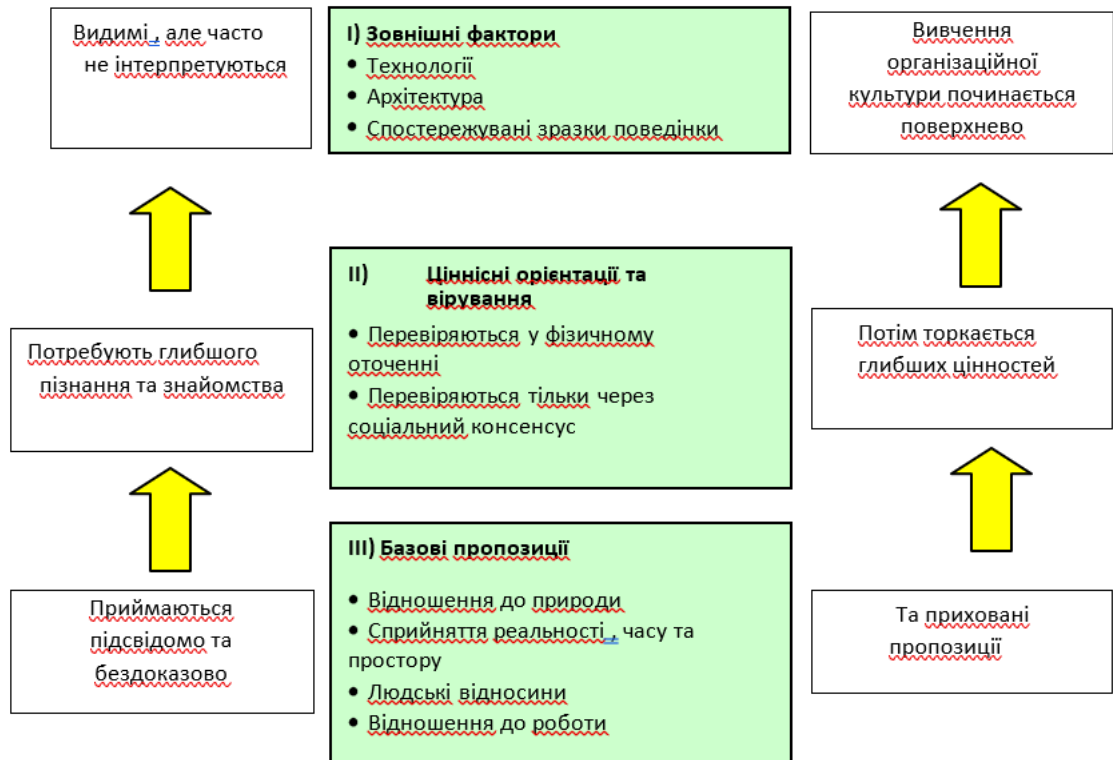 Видимі , але часто
не інтерпретуються
I) Зовнішні фактори
• Технології
• Архітектура
• Спостережувані зразки поведінки
Вивчення
організаційної
культури починається
поверхнево
Потребують глибшого
пізнання та знайомства
II) Ціннісні орієнтації та
вірування
• Перевіряються у фізичному
оточенні
• Перевіряються тільки через
соціальний консенсус
Потім торкається
глибших цінностей
Приймаються
підсвідомо та
бездоказово
III) Базові пропозиції
• Відношення до природи
• Сприйняття реальності , часу та
простору
• Людські відносини
• Відношення до роботи
Та приховані
пропозиції